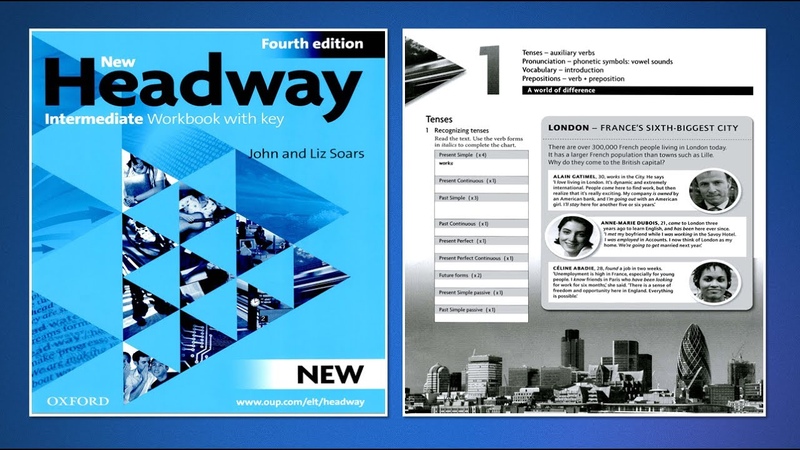 Fourth edition
New
Headway
Intermediate Workbook with key
John and Liz Soars
NEW
OXFORD
www.oup.com/elt/headway
1
Tenses – auxiliary verbs
Pronunciation – phonetic symbols: vowel sounds
Vocabulary – introduction
Prepositions – verb + preposition
A world of difference
Tenses
1 Recognizing tenses
Read the text. Use the verb forms
in italics to complete the chart.
Present Simple (x 4)
works
Present Continuous (x 1)
Past Simple (x 3)
Past Continuous (x 1)
Present Perfect (x 1)
Present Perfect Continuous (x 1)
Future forms (x 2)
Present Simple passive (x 1)
Past Simple passive (x 1)
LONDON – FRANCE'S SIXTH-BIGGEST CITY
There are over 300,000 French people living in London today.
It has a larger French population than towns such as Lille.
Why do they come to the British capital?
ALAIN GATIMEL, 30, works in the City. He says
'I love living in London. It's dynamic and extremely
international. People come here to find work, but then
realize that it's really exciting. My company is owned by
an American bank, and I'm going out with an American
girl. I'll stay here for another five or six years'
ANNE-MARIE DUBOIS, 21, came to London three
years ago to learn English, and has been here ever since.
'I met my boyfriend while I was working in the Savoy Hotel.
I was employed in Accounts. I now think of London as my
home. We're going to get married next year.'
CÉLINE ABADIE, 28, found a job in two weeks.
'Unemployment is high in France, especially for young
people. I know friends in Paris who have been looking
for work for six months,' she said. 'There is a sense of
freedom and opportunity here in England. Everything
is possible.'